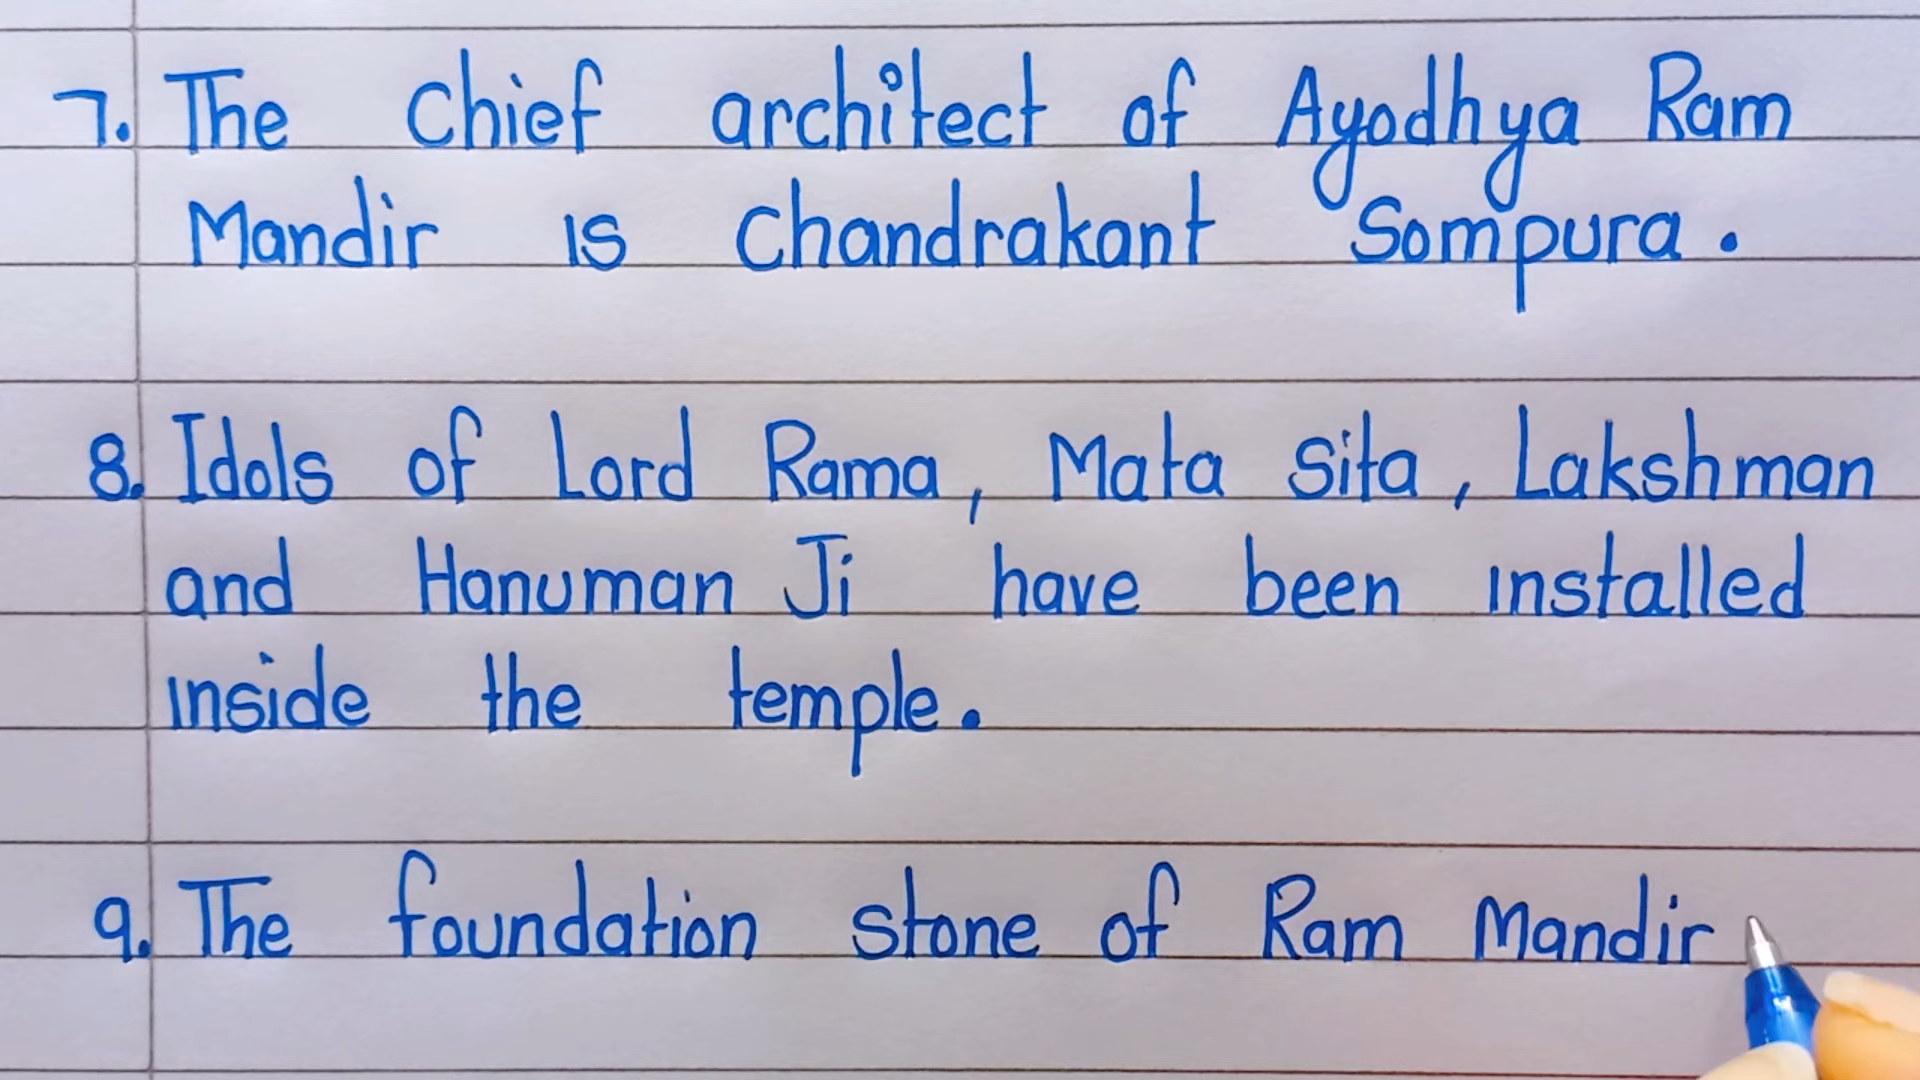 7. The Chief architect of Ayodhya Ram
Mandir is Chandrakant Sompura.
8. Idols of Lord Rama, Mata Sita, Lakshman
and Hanuman Ji have been installed
inside the temple.
9. The foundation stone of Ram Mandir